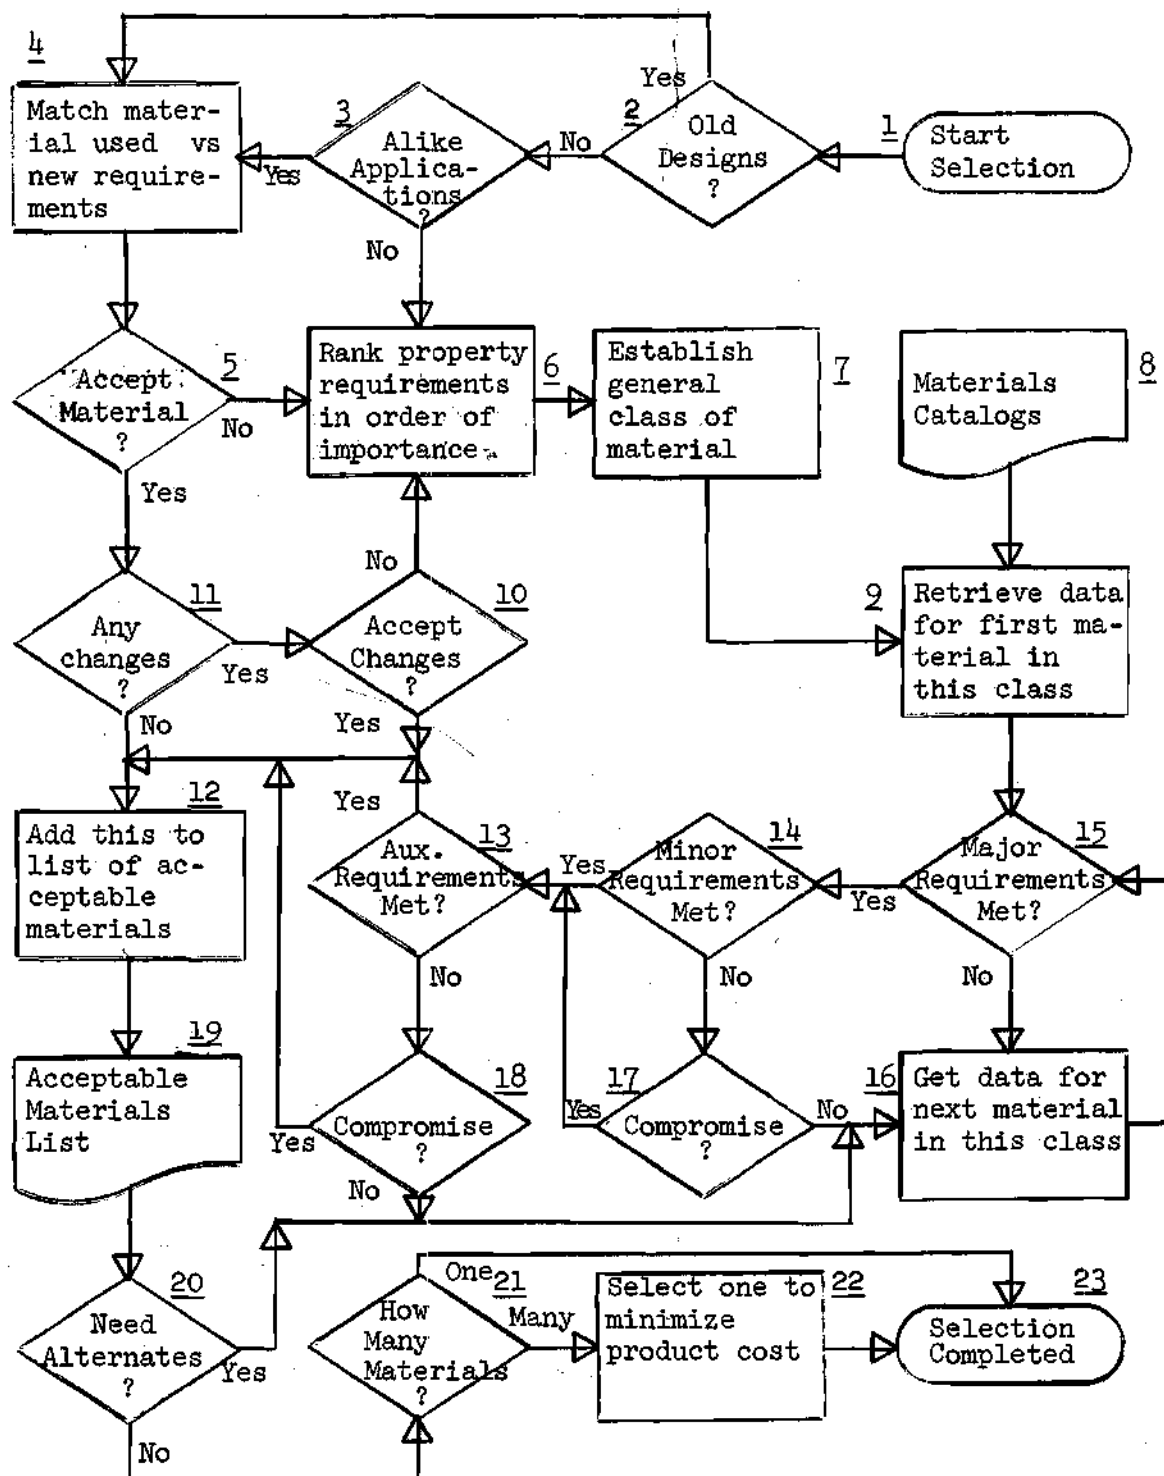 4
Match mater-
ial used vs
new require-
ments
Yes
3
Alike
Applica-
tions
?
Yes
No
2
Old
Designs
?
Yes
No
1
Start
Selection
5
Accept
Material
?
No
Yes
Rank property
requirements
in order of
importance.
6
Establish
general
class of
material
7
Materials
Catalogs
8
11
Any
changes
?
Yes
No
10
Accept
Changes
?
No
Yes
9
Retrieve data
for first ma-
terial in
this class
12
Add this to
list of ac-
ceptable
materials
Yes
13
Aux.
Requirements
Met?
No
14
Minor
Requirements
Met?
Yes
No
15
Major
Requirements
Met?
Yes
No
19
Acceptable
Materials
List
18
Compromise
?
Yes
No
17
Compromise
?
Yes
No
16
Get data for
next material
in this class
20
Need
Alternates
?
Yes
No
21
How
Many
Materials
?
One
Many
22
Select one to
minimize
product cost
23
Selection
Completed